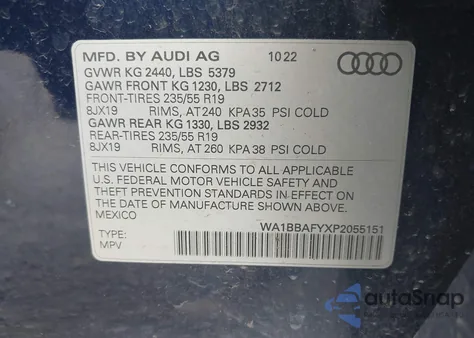 MFD. BY AUDI AG 10 22
GVWR KG 2440, LBS 5379
GAWR FRONT KG 1230, LBS 2712
FRONT-TIRES 235/55 R19
8JX19 RIMS, AT 240 KPA 35 PSI COLD
GAWR REAR KG 1330, LBS 2932
REAR-TIRES 235/55 R19
8JX19 RIMS, AT 260 KPA 38 PSI COLD
THIS VEHICLE CONFORMS TO ALL APPLICABLE
U.S. FEDERAL MOTOR VEHICLE SAFETY AND
THEFT PREVENTION STANDARDS IN EFFECT ON
THE DATE OF MANUFACTURE SHOWN ABOVE.
MEXICO
WA1BBAFYXP2055151
TYPE:
MPV
autoSnap